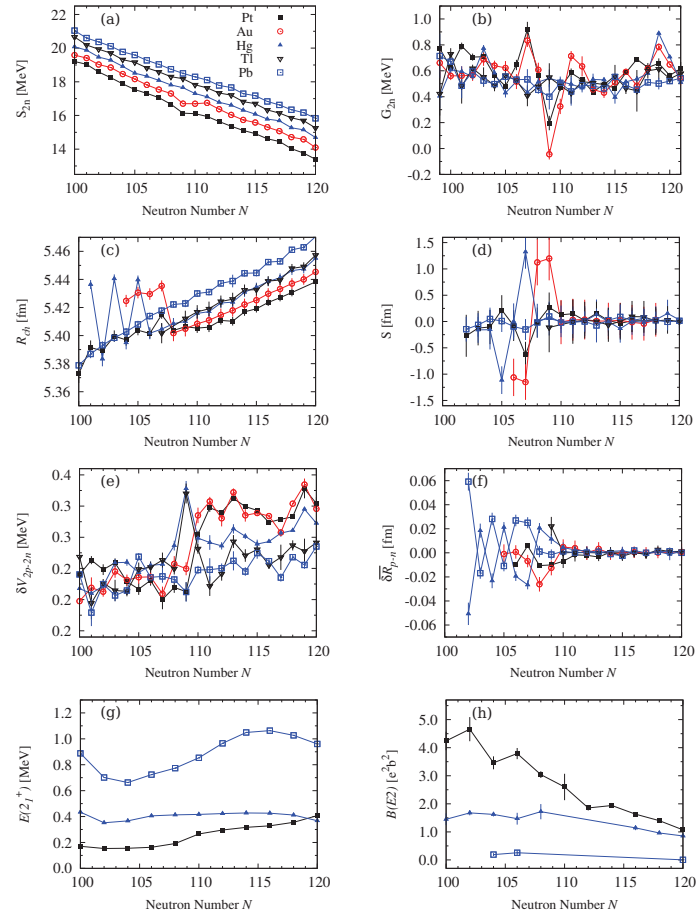 (a)
Pt
Au
Hg
Tl
Pb
22
20
18
16
14
100 105 110 115 120
S2n [MeV]
Neutron Number N
(b)
1.2
1.0
0.8
0.6
0.4
0.2
0.0
-0.2
100 105 110 115 120
G2n [MeV]
Neutron Number N
(c)
5.46
5.44
5.42
5.40
5.38
5.36
100 105 110 115 120
Rch [fm]
Neutron Number N
(d)
1.5
1.0
0.5
0.0
-0.5
-1.0
-1.5
100 105 110 115 120
S [fm]
Neutron Number N
(e)
0.4
0.3
0.3
0.2
0.2
0.2
100 105 110 115 120
δV2p-2n [MeV]
Neutron Number N
(f)
0.06
0.04
0.02
0.00
-0.02
-0.04
-0.06
100 105 110 115 120
δRp-n [fm]
Neutron Number N
(g)
1.2
1.0
0.8
0.6
0.4
0.2
0.0
100 105 110 115 120
E(21+) [MeV]
Neutron Number N
(h)
5.0
4.0
3.0
2.0
1.0
0.0
100 105 110 115 120
B(E2) [e2b2]
Neutron Number N